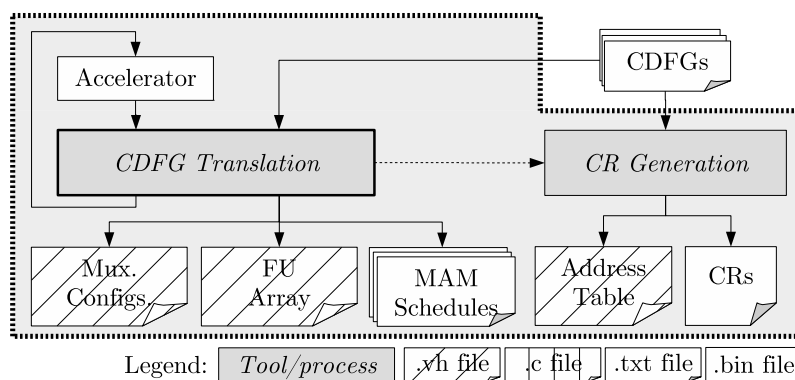 CDFGs
Accelerator
CDFG Translation
CR Generation
Mux.
Configs.
FU
Array
MAM
Schedules
Address
Table
CRs
Legend: Tool/process .vh file .c file .txt file .bin file